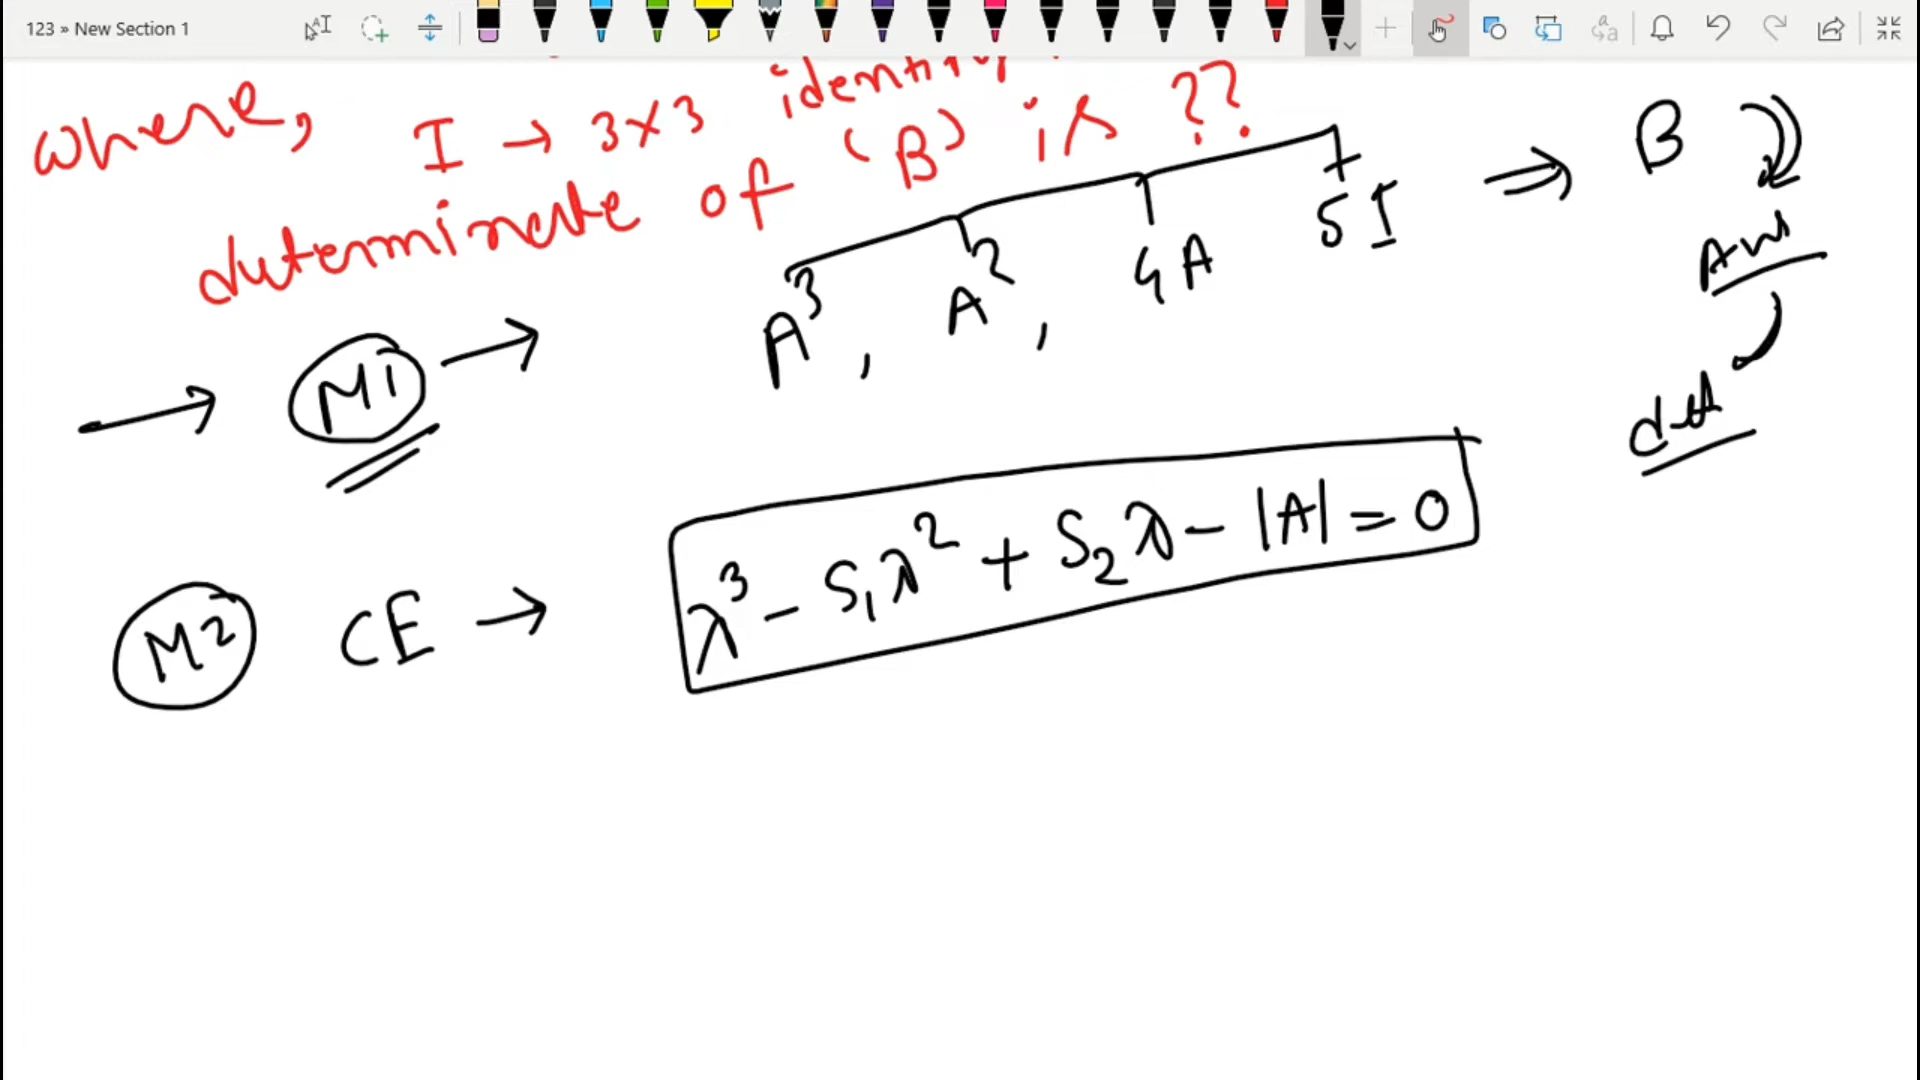 123 » New Section 1
where, I → 3×3 identity
determinate of 'B' is ??
A³, A², 4A 5I ⇒ B
Ans
→ M1 →
det
M2 CE → λ³ - S₁λ² + S₂λ - |A| = 0